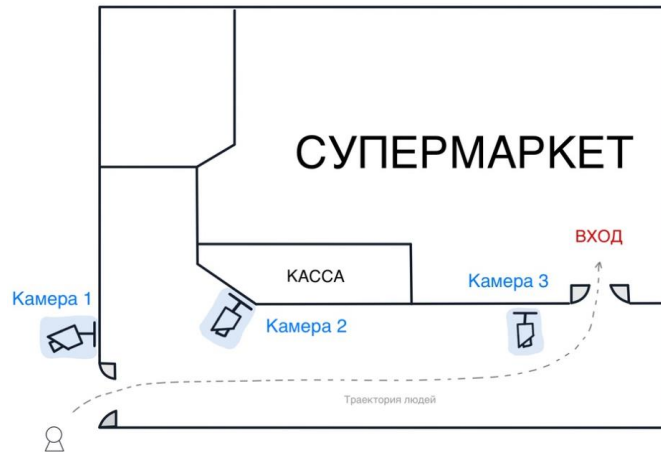 СУПЕРМАРКЕТ
ВХОД
КАССА
Камера 1
Камера 3
Камера 2
Траектория людей